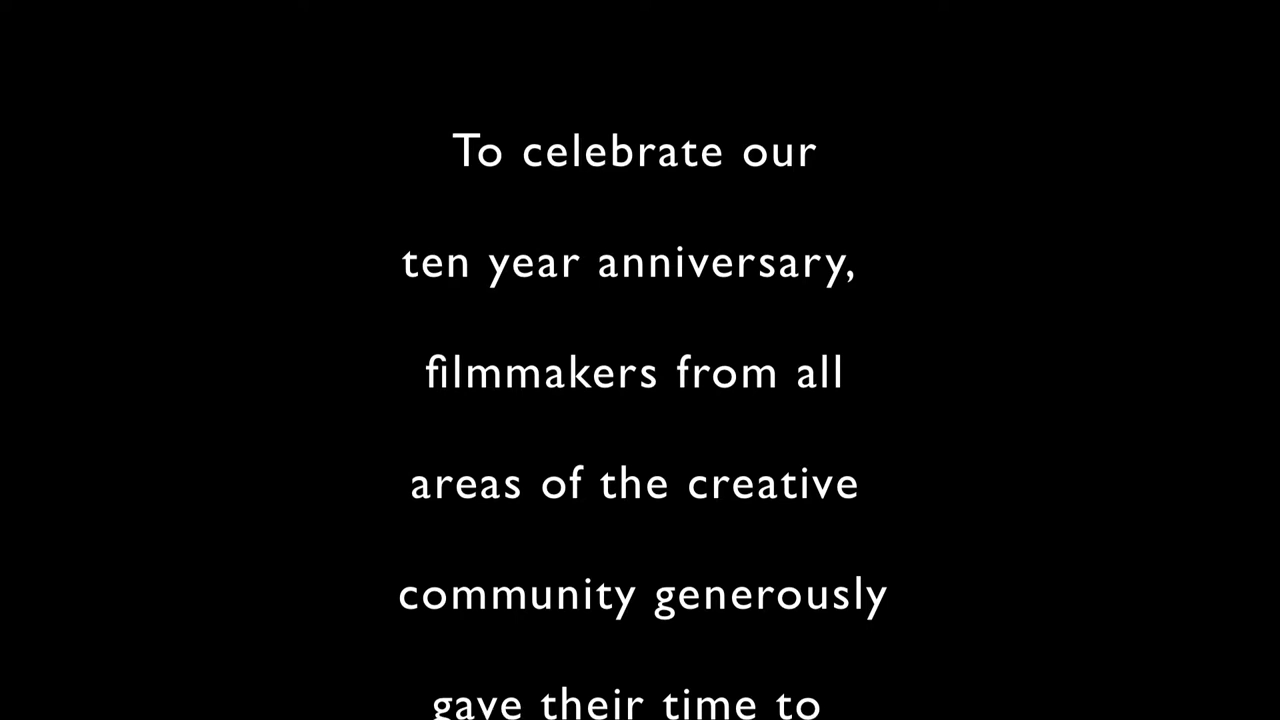 To celebrate our
ten year anniversary,
filmmakers from all
areas of the creative
community generously
gave their time to